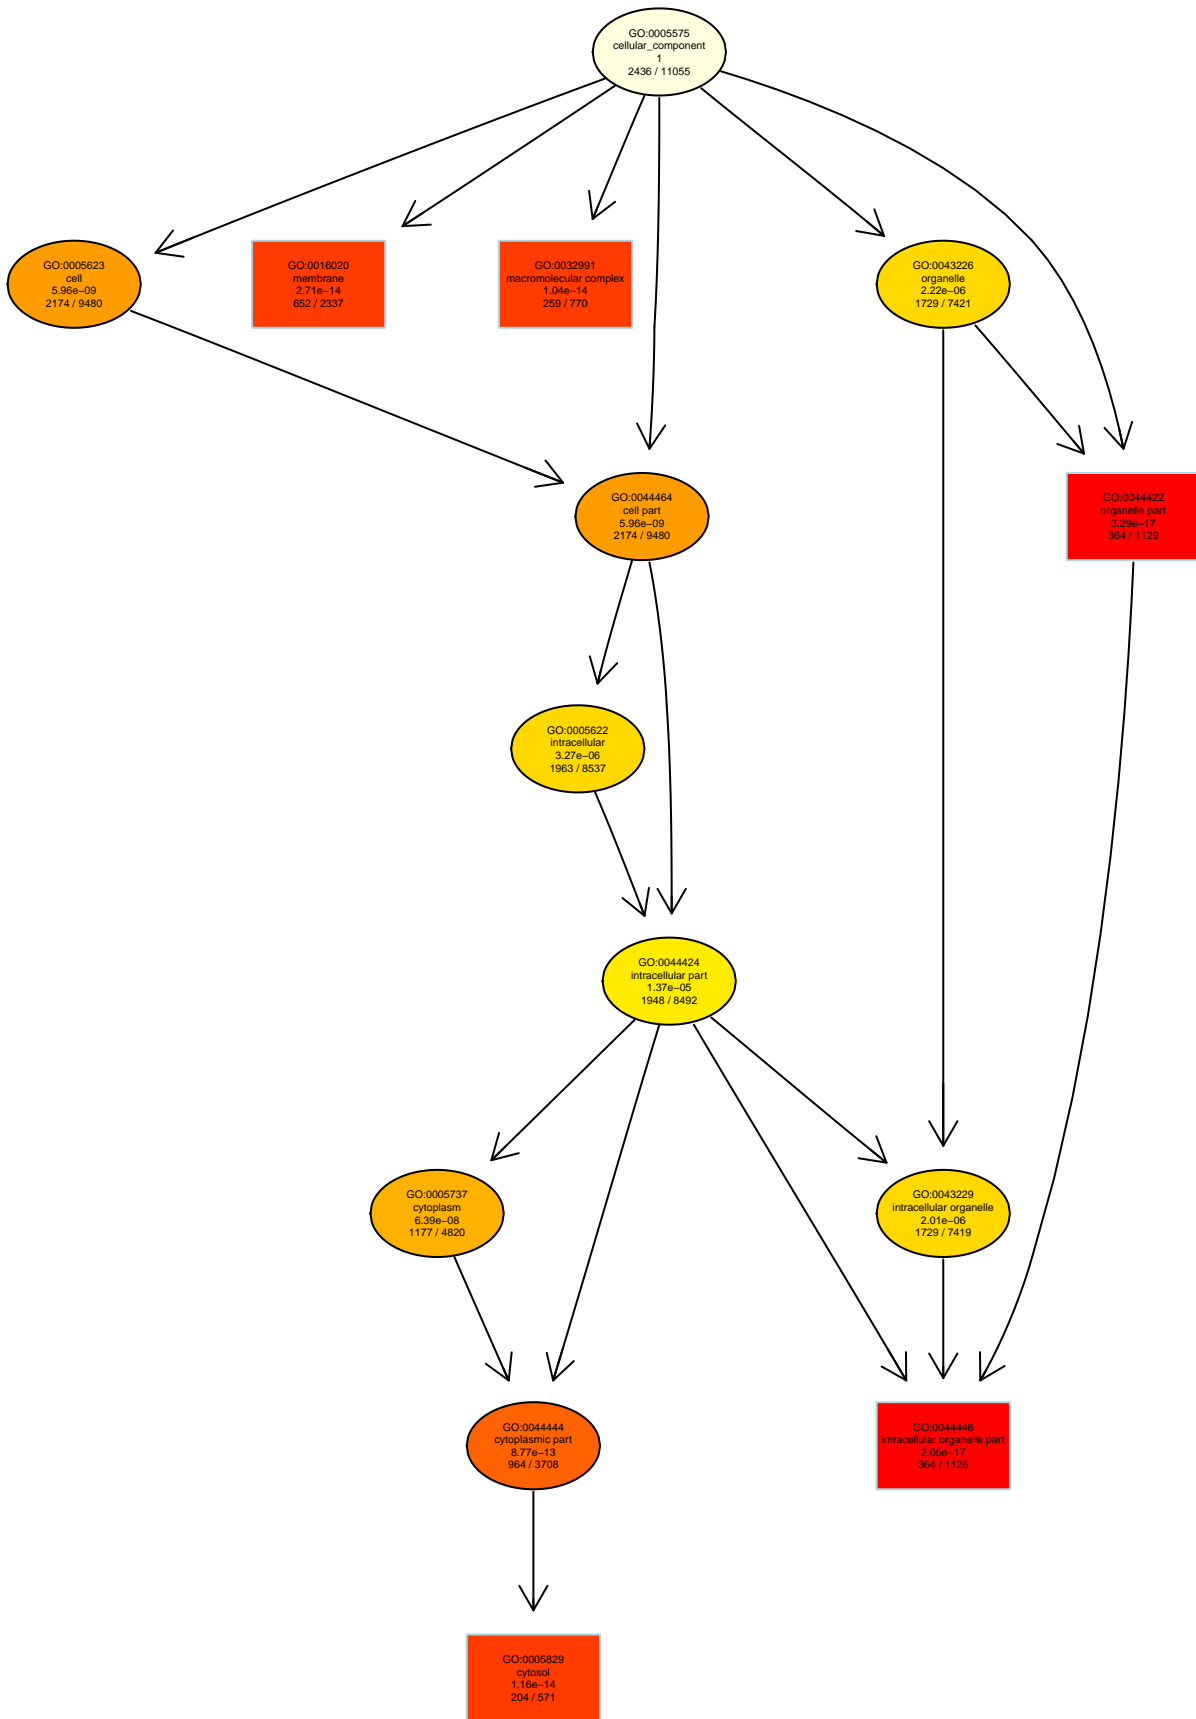 GO:0005575
cellular_component
1
2436 / 11055
GO:0005623
cell
5.96e−09
2174 / 9480
GO:0016020
membrane
2.71e−14
652 / 2337
GO:0032991
macromolecular complex
1.04e−14
259 / 770
GO:0043226
organelle
2.22e−06
1729 / 7421
GO:0044464
cell part
5.96e−09
2174 / 9480
GO:0044422
organelle part
3.29e−17
364 / 1129
GO:0005622
intracellular
3.27e−06
1963 / 8537
GO:0044424
intracellular part
1.37e−05
1948 / 8492
GO:0005737
cytoplasm
6.39e−08
1177 / 4820
GO:0043229
intracellular organelle
2.01e−06
1729 / 7419
GO:0044444
cytoplasmic part
8.77e−13
964 / 3708
GO:0044446
intracellular organelle part
2.05e−17
364 / 1126
GO:0005829
cytosol
1.16e−14
204 / 571